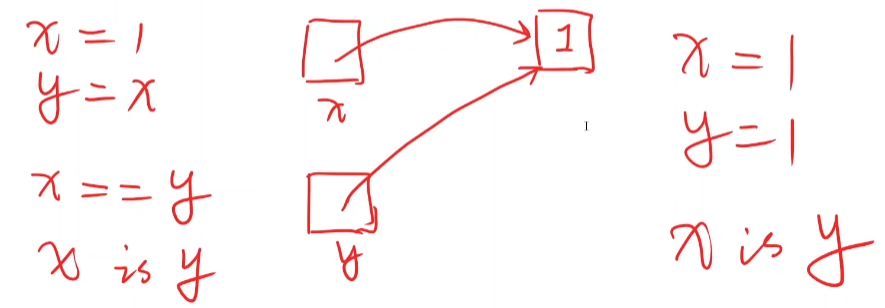 x = 1
y = x
x == y
x is y
1
x
y
x = 1
y = 1
x is y